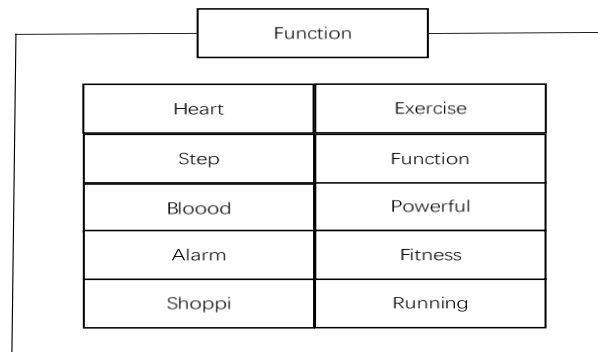 Function
Heart Exercise
Step Function
Bloood Powerful
Alarm Fitness
Shoppi Running